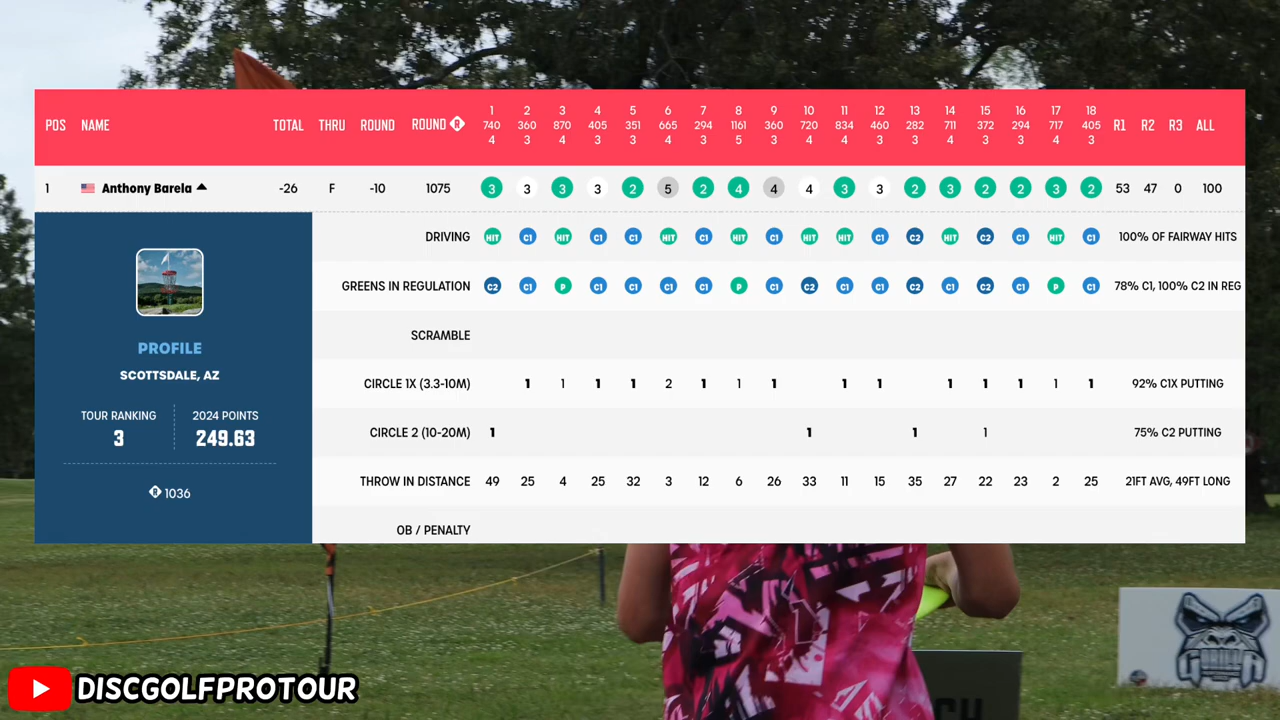 POS NAME TOTAL THRU ROUND ROUND R 1 2 3 4 5 6 7 8 9 10 11 12 13 14 15 16 17 18 R1 R2 R3 ALL
740 360 870 405 351 665 294 1161 360 720 834 460 282 711 372 294 717 405
4 3 4 3 3 4 3 5 3 4 4 3 3 4 3 3 4 3
1 Anthony Barela -26 F -10 1075 3 3 3 3 2 5 2 4 4 4 3 3 2 3 2 2 3 2 53 47 0 100
DRIVING HIT C1 HIT C1 C1 HIT C1 HIT C1 HIT HIT C1 C2 HIT C2 C1 HIT C1 100% OF FAIRWAY HITS
GREENS IN REGULATION C2 C1 P C1 C1 C1 C1 P C1 C2 C1 C1 C2 C1 C2 C1 P C1 78% C1, 100% C2 IN REG
SCRAMBLE
CIRCLE 1X (3.3-10M) 1 1 1 1 2 1 1 1 1 1 1 1 1 1 1 92% C1X PUTTING
CIRCLE 2 (10-20M) 1 1 1 1 75% C2 PUTTING
THROW IN DISTANCE 49 25 4 25 32 3 12 6 26 33 11 15 35 27 22 23 2 25 21FT AVG, 49FT LONG
OB / PENALTY
PROFILE
SCOTTSDALE, AZ
TOUR RANKING 2024 POINTS
3 249.63
R 1036
GORILLA
DISCGOLFPROTOUR